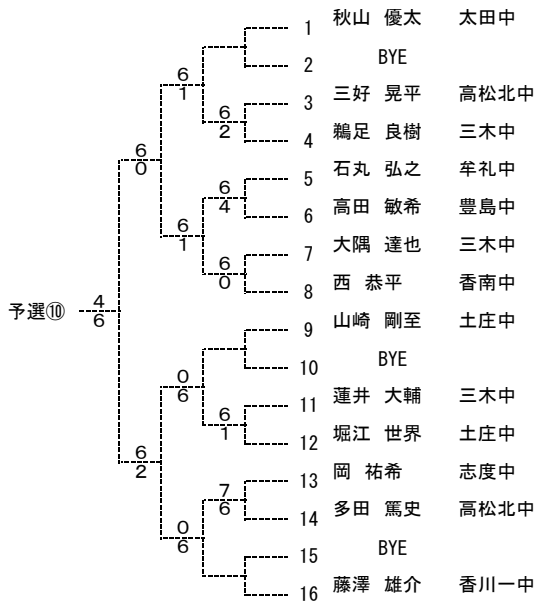 1 秋山 優太 太田中
2 BYE
6
1
3 三好 晃平 高松北中
6
2
4 鵜足 良樹 三木中
6
0
5 石丸 弘之 牟礼中
6
4
6 高田 敏希 豊島中
6
1
7 大隅 達也 三木中
6
0
8 西 恭平 香南中
予選⑩
4
6
9 山崎 剛至 土庄中
10 BYE
0
6
11 蓮井 大輔 三木中
6
1
12 堀江 世界 土庄中
6
2
13 岡 祐希 志度中
7
6
14 多田 篤史 高松北中
0
6
15 BYE
16 藤澤 雄介 香川一中